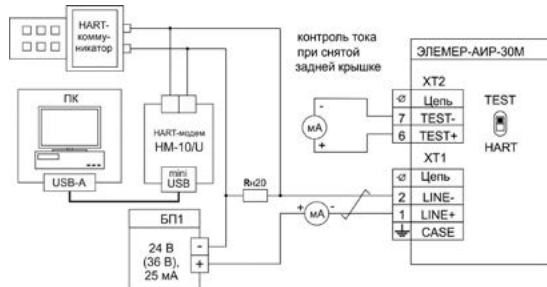 HART-
комму-
никатор
контроль тока
при снятой
задней крышке
ЭЛЕМЕР-АИР-30М
ПК
HART-модем
HM-10/U
mini
USB
USB-A
XT2
Ø Цепь
7 TEST-
6 TEST+
TEST
HART
- мА +
XT1
Ø Цепь
2 LINE-
1 LINE+
CASE
Rн20
+ мА -
БП1
24 В
(36 В),
25 мА
-
+